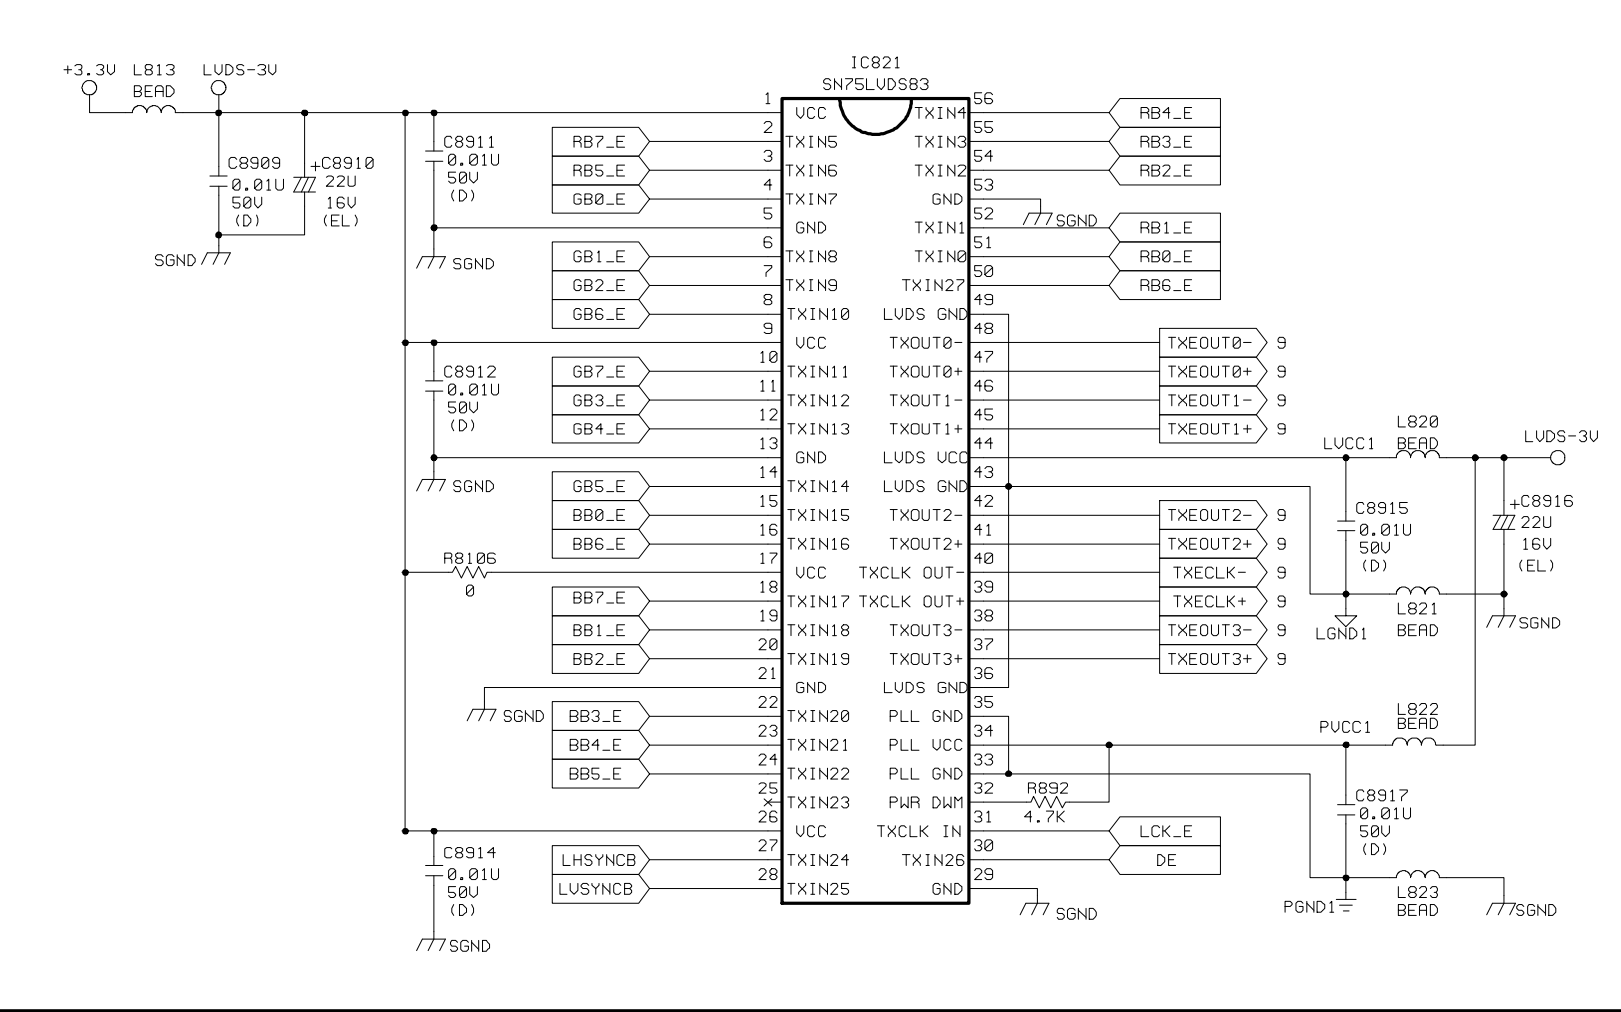 IC821
SN75LVDS83
+3.3V
L813
BEAD
LVDS-3V
C8909
0.01U
50V
(D)
+C8910
22U
16V
(EL)
SGND
C8911
0.01U
50V
(D)
SGND
C8912
0.01U
50V
(D)
SGND
R8106
0
SGND
C8914
0.01U
50V
(D)
SGND
1 VCC
RB7_E 2 TXIN5
RB5_E 3 TXIN6
GB0_E 4 TXIN7
5 GND
GB1_E 6 TXIN8
GB2_E 7 TXIN9
GB6_E 8 TXIN10
9 VCC
GB7_E 10 TXIN11
GB3_E 11 TXIN12
GB4_E 12 TXIN13
13 GND
GB5_E 14 TXIN14
BB0_E 15 TXIN15
BB6_E 16 TXIN16
17 VCC
BB7_E 18 TXIN17
BB1_E 19 TXIN18
BB2_E 20 TXIN19
21 GND
BB3_E 22 TXIN20
BB4_E 23 TXIN21
BB5_E 24 TXIN22
25 TXIN23
26 VCC
LHSYNCB 27 TXIN24
LVSYNCB 28 TXIN25
TXIN4 56 RB4_E
TXIN3 55 RB3_E
TXIN2 54 RB2_E
GND 53 SGND
TXIN1 52 RB1_E
TXIN0 51 RB0_E
TXIN27 50 RB6_E
LVDS GND 49
TXOUT0- 48 TXEOUT0- 9
TXOUT0+ 47 TXEOUT0+ 9
TXOUT1- 46 TXEOUT1- 9
TXOUT1+ 45 TXEOUT1+ 9
LVDS VCC 44
LVDS GND 43
TXOUT2- 42 TXEOUT2- 9
TXOUT2+ 41 TXEOUT2+ 9
TXCLK OUT- 40 TXECLK- 9
TXCLK OUT+ 39 TXECLK+ 9
TXOUT3- 38 TXEOUT3- 9
TXOUT3+ 37 TXEOUT3+ 9
LVDS GND 36
PLL GND 35
PLL VCC 34
PLL GND 33
PWR DWM 32
R892
4.7K
TXCLK IN 31 LCK_E
TXIN26 30 DE
GND 29 SGND
LVCC1
L820
BEAD
LVDS-3V
C8915
0.01U
50V
(D)
+C8916
22U
16V
(EL)
LGND1
L821
BEAD
SGND
PVCC1
L822
BEAD
C8917
0.01U
50V
(D)
PGND1
L823
BEAD
SGND